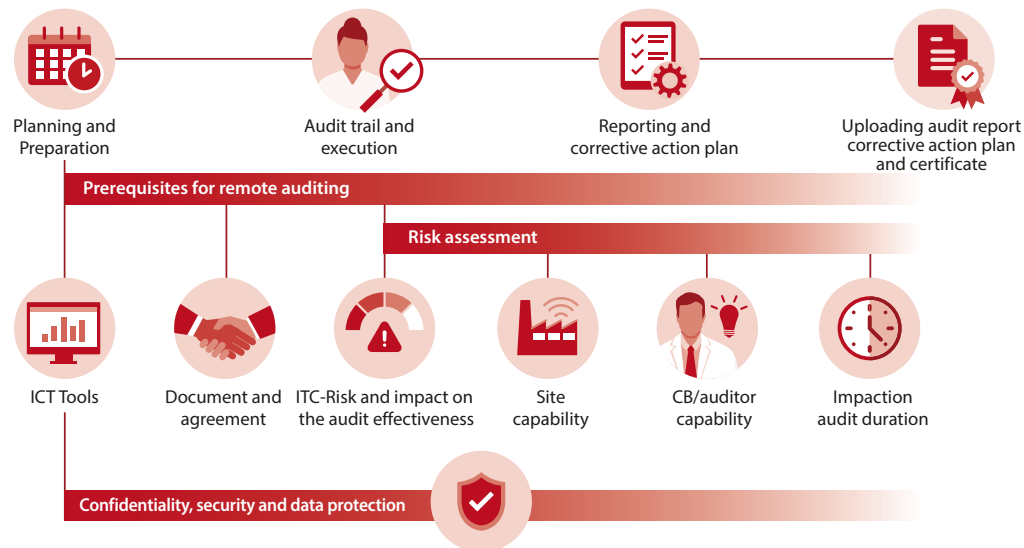 Planning and
Preparation
Audit trail and
execution
Reporting and
corrective action plan
Uploading audit report
corrective action plan
and certificate
Prerequisites for remote auditing
Risk assessment
ICT Tools
Document and
agreement
ITC-Risk and impact on
the audit effectiveness
Site
capability
CB/auditor
capability
Impaction
audit duration
Confidentiality, security and data protection